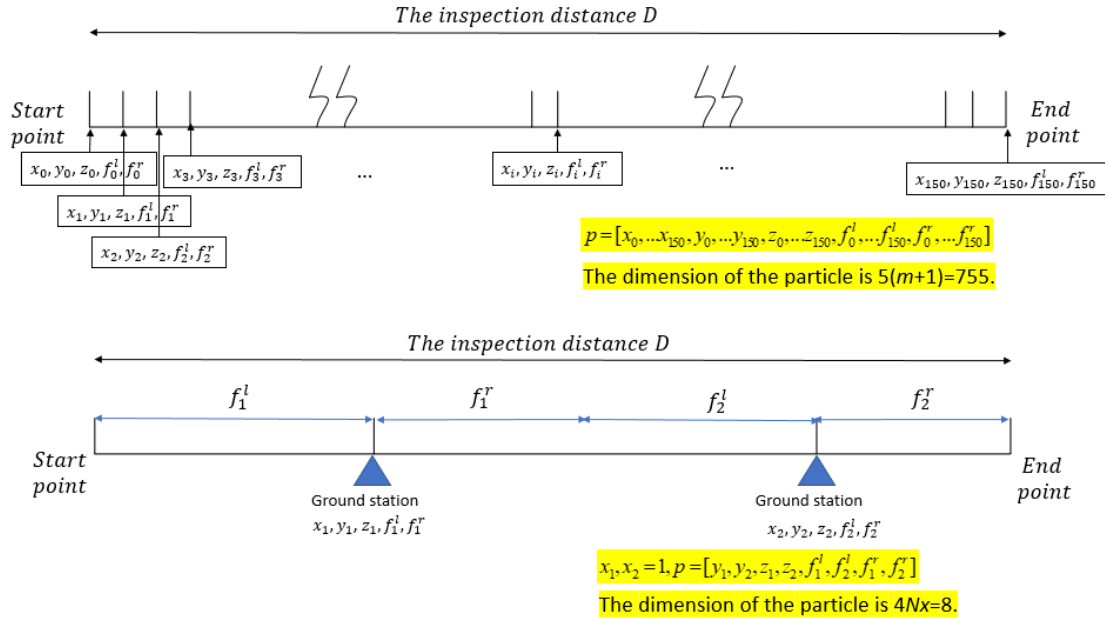 The inspection distance D
Start
point
End
point
x₀, y₀, z₀, f₀ˡ, f₀ʳ
x₁, y₁, z₁, f₁ˡ, f₁ʳ
x₂, y₂, z₂, f₂ˡ, f₂ʳ
x₃, y₃, z₃, f₃ˡ, f₃ʳ
...
xᵢ, yᵢ, zᵢ, fᵢˡ, fᵢʳ
...
x₁₅₀, y₁₅₀, z₁₅₀, f₁₅₀ˡ, f₁₅₀ʳ
p=[x₀,...x₁₅₀, y₀,...y₁₅₀, z₀,...z₁₅₀, f₀ˡ,...f₁₅₀ˡ, f₀ʳ,...f₁₅₀ʳ]
The dimension of the particle is 5(m+1)=755.
The inspection distance D
f₁ˡ f₁ʳ f₂ˡ f₂ʳ
Start
point
End
point
Ground station
x₁, y₁, z₁, f₁ˡ, f₁ʳ
Ground station
x₂, y₂, z₂, f₂ˡ, f₂ʳ
x₁, x₂ =1, p=[y₁, y₂, z₁, z₂, f₁ˡ, f₂ˡ, f₁ʳ, f₂ʳ]
The dimension of the particle is 4Nx=8.